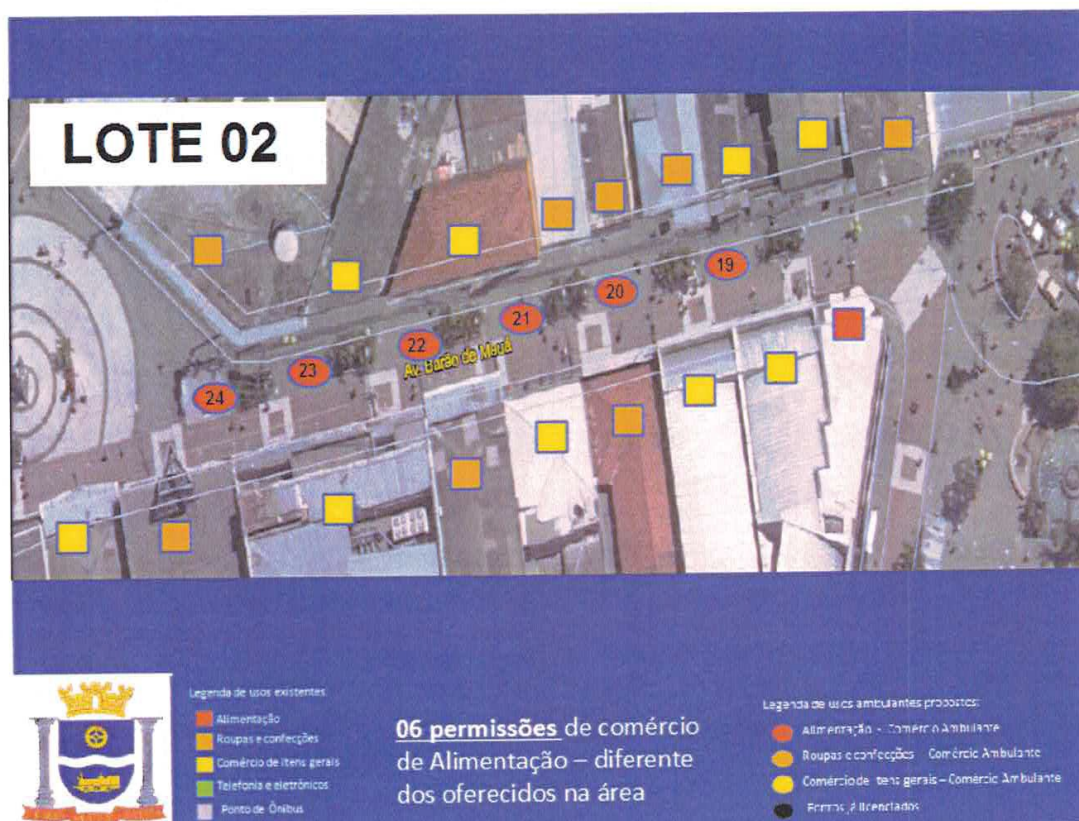 LOTE 02
19
20
21
22
23
24
Av. Barão de Mauá
Legenda de usos existentes
Alimentação
Roupas e confecções
Comércio de itens gerais
Telefonia e eletrônicos
Ponto de Ônibus
06 permissões de comércio
de Alimentação – diferente
dos oferecidos na área
Legenda de usos ambulantes propostos:
Alimentação - Comércio Ambulante
Roupas e confecções – Comércio Ambulante
Comércio de itens gerais – Comércio Ambulante
já licenciados